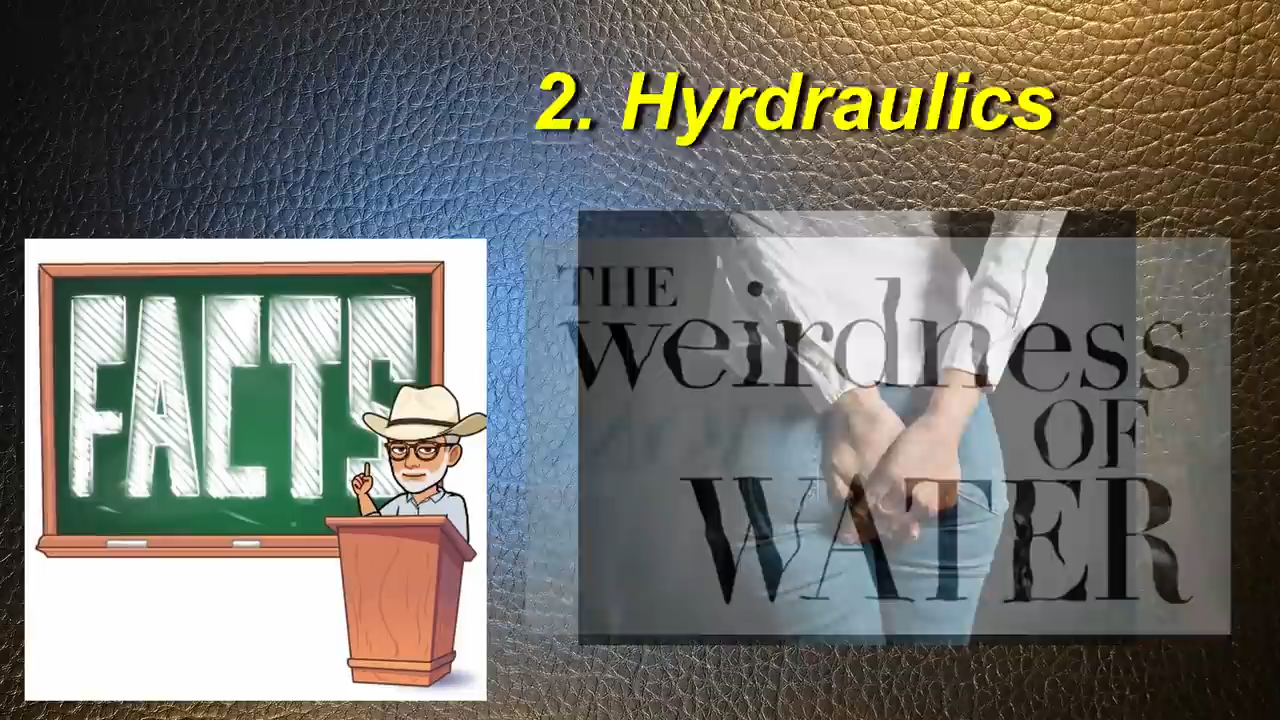 2. Hyrdraulics
FACTS
THE
weirdness
OF
WATER